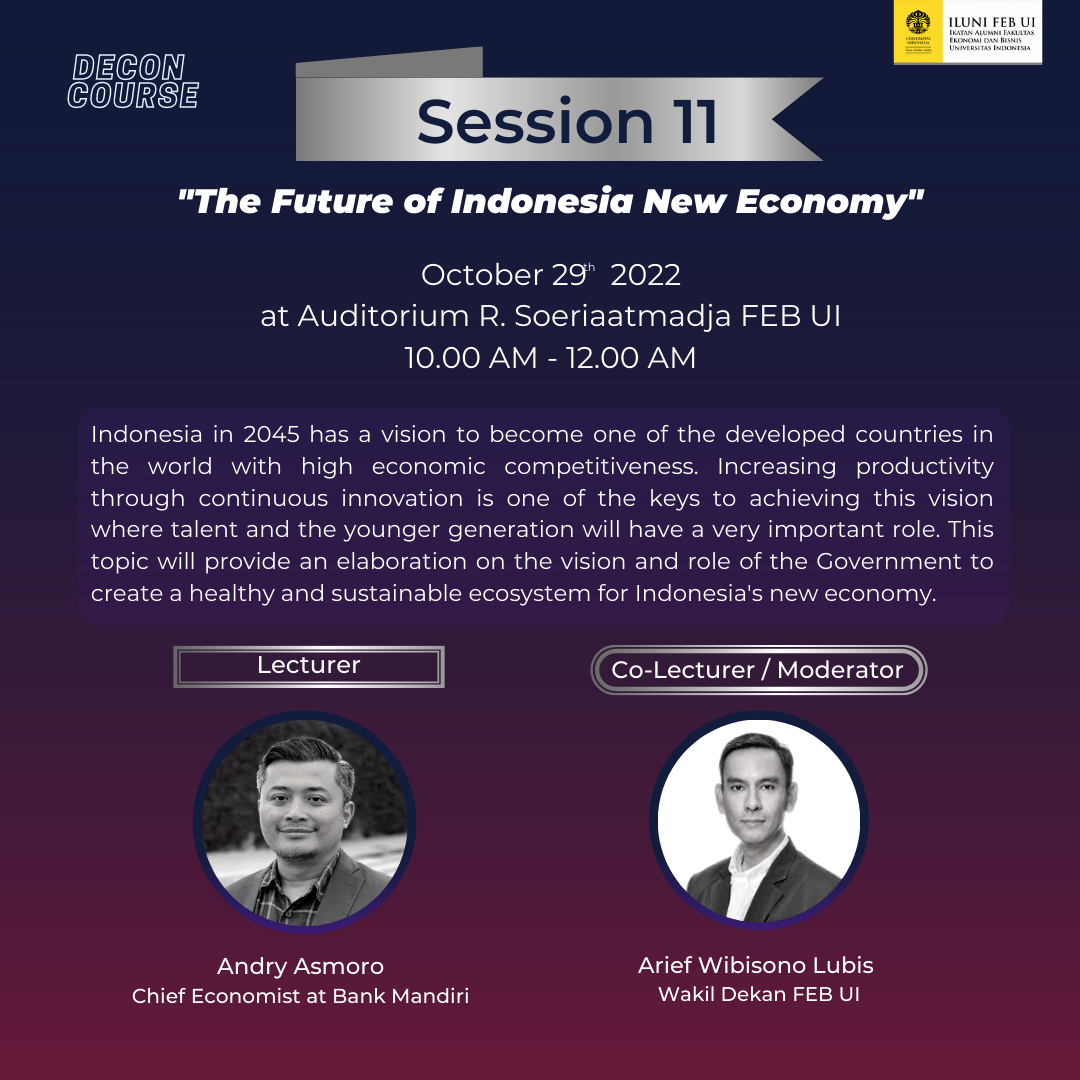 DECON
COURSE
ILUNI FEB UI
IKATAN ALUMNI FAKULTAS
EKONOMI DAN BISNIS
UNIVERSITAS INDONESIA
UNIVERSITAS
INDONESIA
Session 11
"The Future of Indonesia New Economy"
October 29th 2022
at Auditorium R. Soeriaatmadja FEB UI
10.00 AM - 12.00 AM
Indonesia in 2045 has a vision to become one of the developed countries in
the world with high economic competitiveness. Increasing productivity
through continuous innovation is one of the keys to achieving this vision
where talent and the younger generation will have a very important role. This
topic will provide an elaboration on the vision and role of the Government to
create a healthy and sustainable ecosystem for Indonesia's new economy.
Lecturer
Co-Lecturer / Moderator
Andry Asmoro
Chief Economist at Bank Mandiri
Arief Wibisono Lubis
Wakil Dekan FEB UI